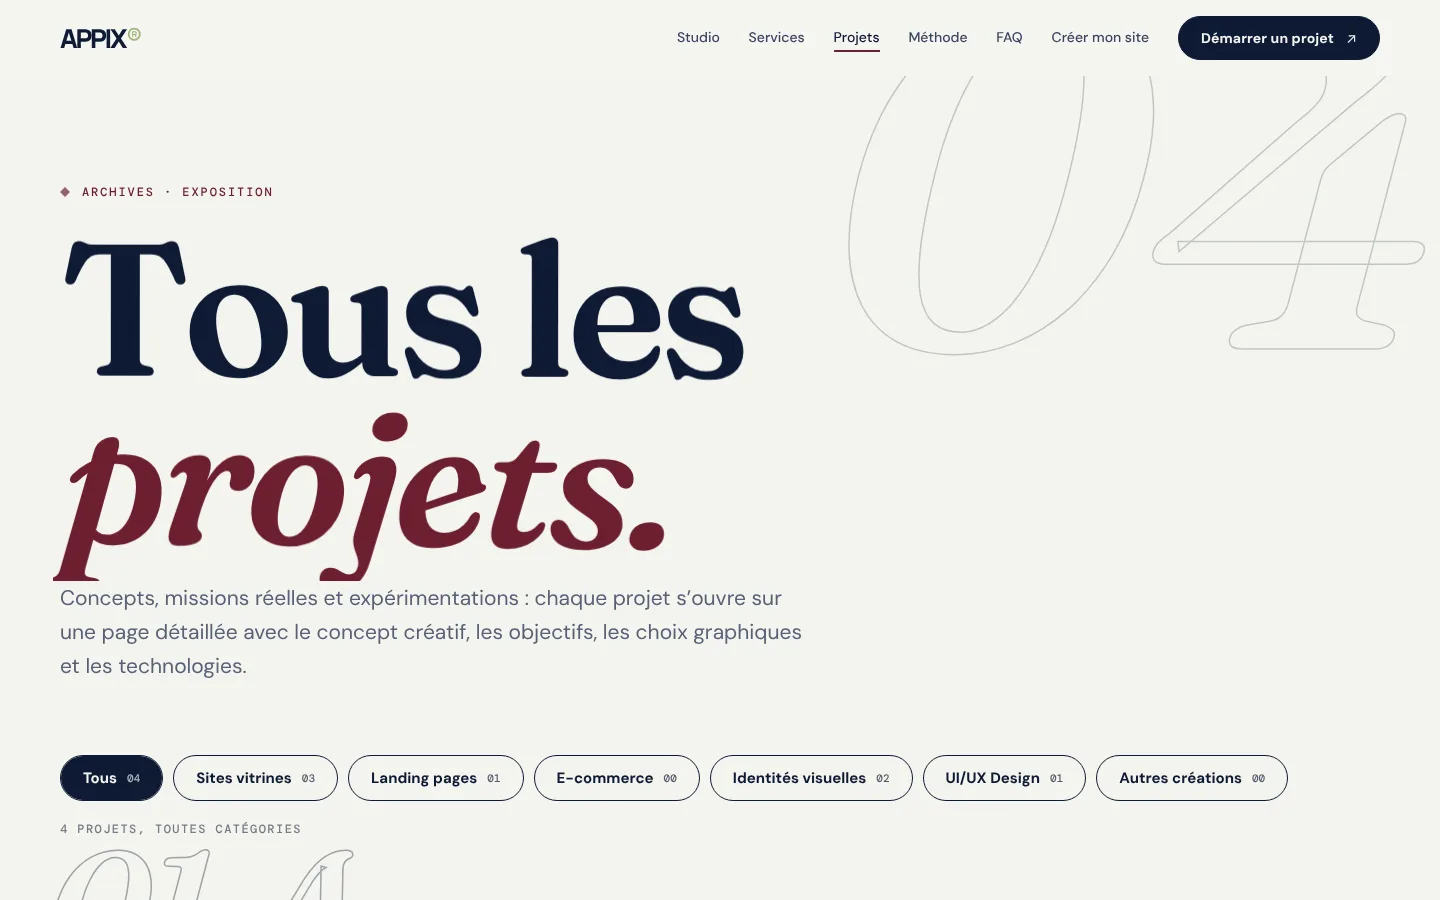 APPIX®
Studio Services Projets Méthode FAQ Créer mon site Démarrer un projet ↗
04
ARCHIVES · EXPOSITION
Tous les
projets.
Concepts, missions réelles et expérimentations : chaque projet s’ouvre sur
une page détaillée avec le concept créatif, les objectifs, les choix graphiques
et les technologies.
Tous 04 Sites vitrines 03 Landing pages 01 E-commerce 00 Identités visuelles 02 UI/UX Design 01 Autres créations 00
4 PROJETS, TOUTES CATÉGORIES